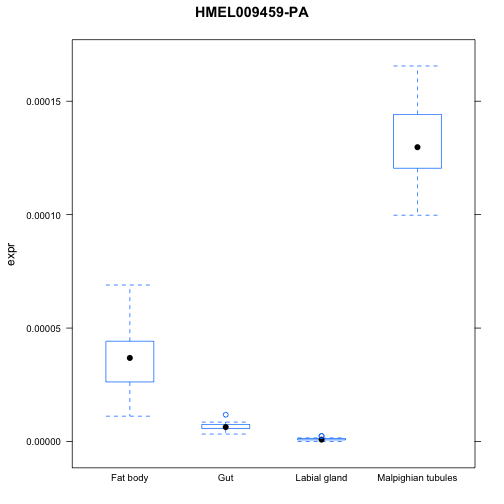 HMEL009459-PA
expr
0.00015
0.00010
0.00005
0.00000
Fat body
Gut
Labial gland
Malpighian tubules